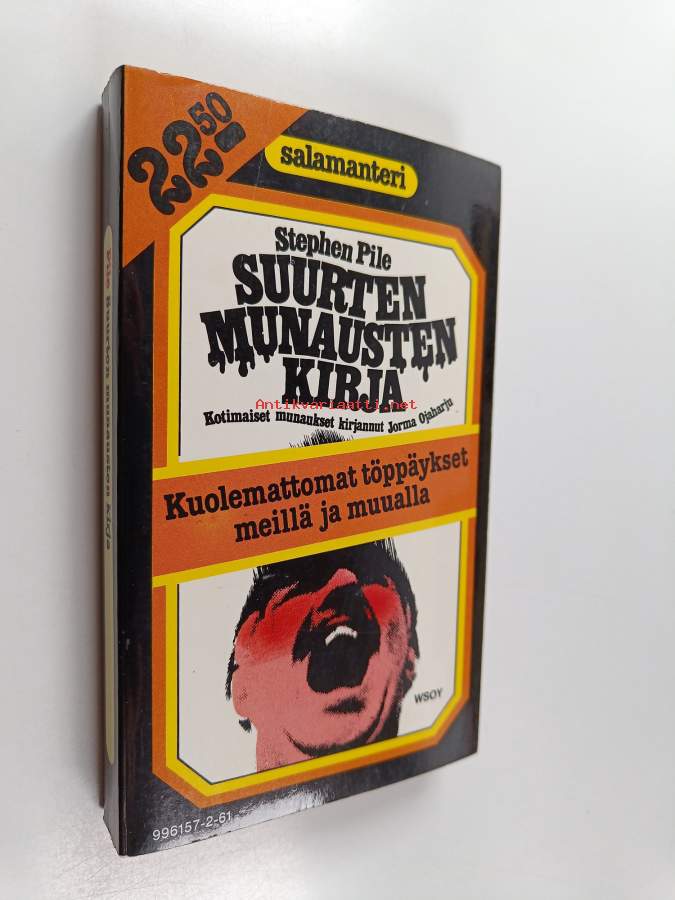 22 50
salamanteri
Stephen Pile
SUURTEN
MUNAUSTEN
KIRJA
Antikvariaatti.net
Kotimaiset munaukset kirjannut Jorma Ojaharju
Kuolemattomat töppäykset
meillä ja muualla
WSOY
996157-2-61
Pile Suurten munausten kirja